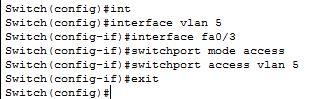 Switch(config)#int
Switch(config)#interface vlan 5
Switch(config-if)#interface fa0/3
Switch(config-if)#switchport mode access
Switch(config-if)#switchport access vlan 5
Switch(config-if)#exit
Switch(config)#